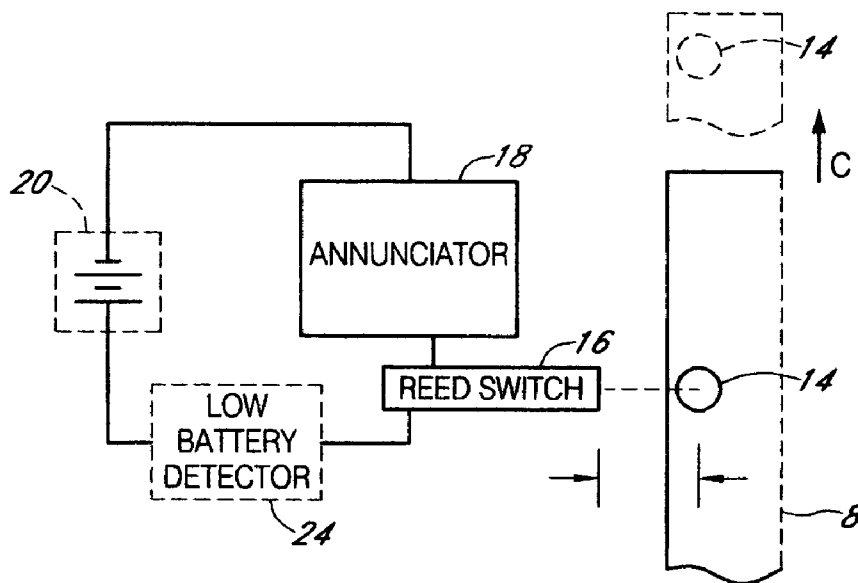 14
18
C
20
ANNUNCIATOR
16
REED SWITCH
14
LOW
BATTERY
DETECTOR
24
8